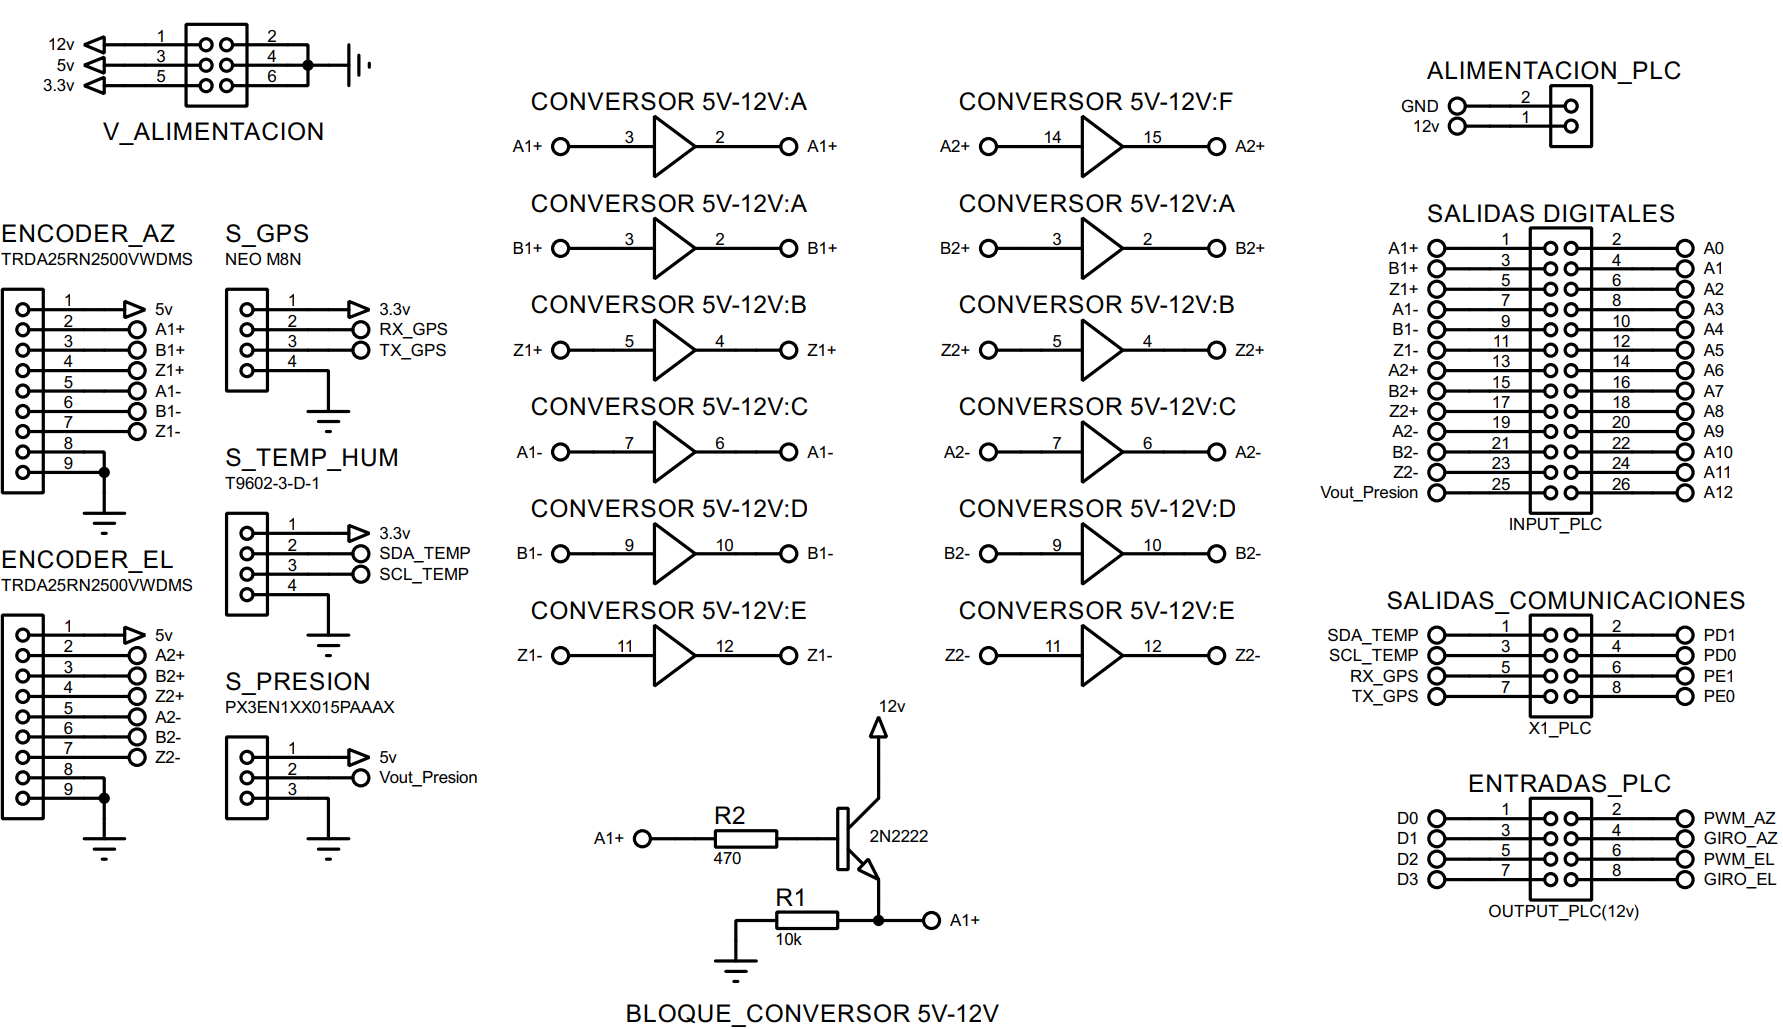 12v 1 2
5v 3 4
3.3v 5 6
V_ALIMENTACION
ENCODER_AZ
TRDA25RN2500VWDMS
1 5v
2 A1+
3 B1+
4 Z1+
5 A1-
6 B1-
7 Z1-
8
9
ENCODER_EL
TRDA25RN2500VWDMS
1 5v
2 A2+
3 B2+
4 Z2+
5 A2-
6 B2-
7 Z2-
8
9
S_GPS
NEO M8N
1 3.3v
2 RX_GPS
3 TX_GPS
4
S_TEMP_HUM
T9602-3-D-1
1 3.3v
2 SDA_TEMP
3 SCL_TEMP
4
S_PRESION
PX3EN1XX015PAAAX
1 5v
2 Vout_Presion
3
CONVERSOR 5V-12V:A
A1+ 3 2 A1+
CONVERSOR 5V-12V:A
B1+ 3 2 B1+
CONVERSOR 5V-12V:B
Z1+ 5 4 Z1+
CONVERSOR 5V-12V:C
A1- 7 6 A1-
CONVERSOR 5V-12V:D
B1- 9 10 B1-
CONVERSOR 5V-12V:E
Z1- 11 12 Z1-
CONVERSOR 5V-12V:F
A2+ 14 15 A2+
CONVERSOR 5V-12V:A
B2+ 3 2 B2+
CONVERSOR 5V-12V:B
Z2+ 5 4 Z2+
CONVERSOR 5V-12V:C
A2- 7 6 A2-
CONVERSOR 5V-12V:D
B2- 9 10 B2-
CONVERSOR 5V-12V:E
Z2- 11 12 Z2-
12v
R2
A1+
2N2222
470
R1
A1+
10k
BLOQUE_CONVERSOR 5V-12V
ALIMENTACION_PLC
GND 2
12v 1
SALIDAS DIGITALES
A1+ 1 2 A0
B1+ 3 4 A1
Z1+ 5 6 A2
A1- 7 8 A3
B1- 9 10 A4
Z1- 11 12 A5
A2+ 13 14 A6
B2+ 15 16 A7
Z2+ 17 18 A8
A2- 19 20 A9
B2- 21 22 A10
Z2- 23 24 A11
Vout_Presion 25 26 A12
INPUT_PLC
SALIDAS_COMUNICACIONES
SDA_TEMP 1 2 PD1
SCL_TEMP 3 4 PD0
RX_GPS 5 6 PE1
TX_GPS 7 8 PE0
X1_PLC
ENTRADAS_PLC
D0 1 2 PWM_AZ
D1 3 4 GIRO_AZ
D2 5 6 PWM_EL
D3 7 8 GIRO_EL
OUTPUT_PLC(12v)